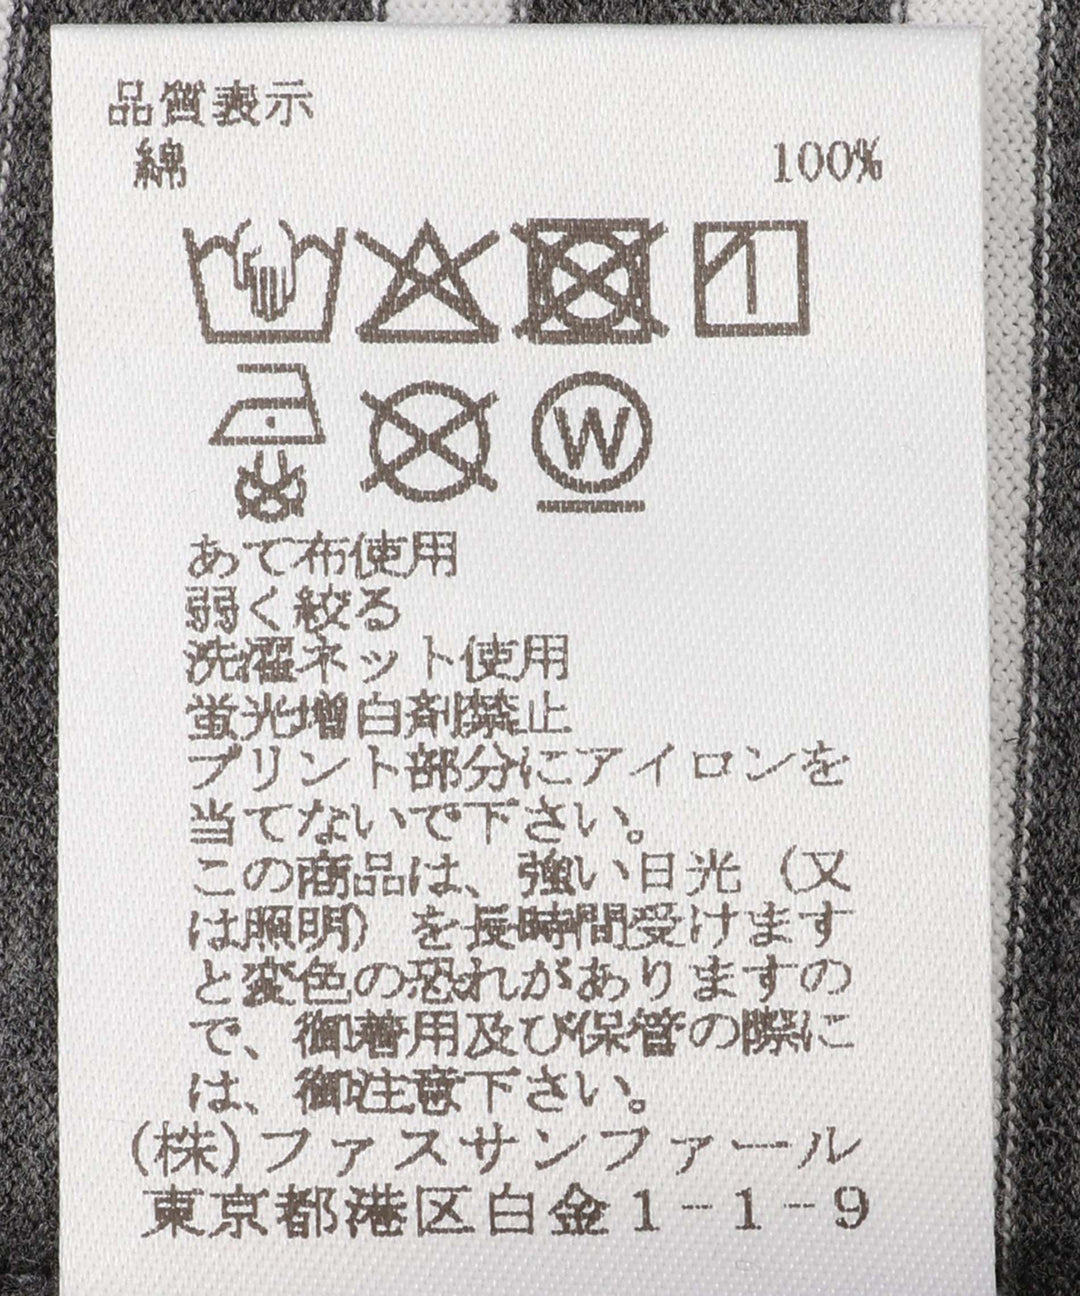 品質表示
綿 100%
W
あて布使用
弱く絞る
洗濯ネット使用
蛍光増白剤禁止
プリント部分にアイロンを
当てないで下さい。
この商品は、強い日光（又
は照明）を長時間受けます
と変色の恐れがありますの
で、御着用及び保管の際に
は、御注意下さい。
(株)ファスサンファール
東京都港区白金1-1-9